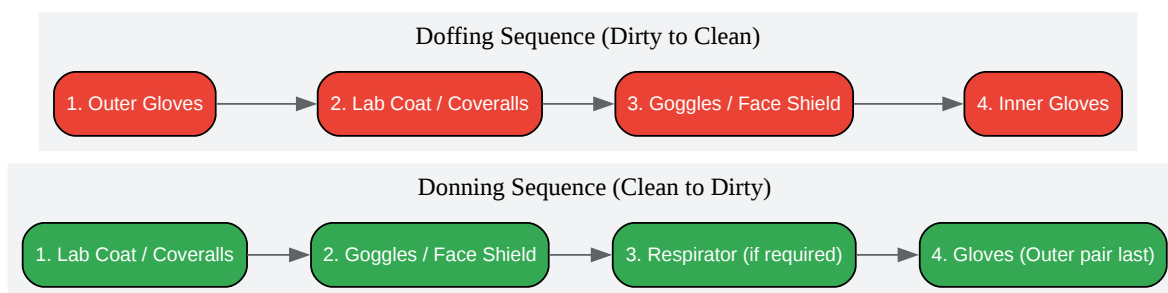 Doffing Sequence (Dirty to Clean)
1. Outer Gloves
2. Lab Coat / Coveralls
3. Goggles / Face Shield
4. Inner Gloves
Donning Sequence (Clean to Dirty)
1. Lab Coat / Coveralls
2. Goggles / Face Shield
3. Respirator (if required)
4. Gloves (Outer pair last)